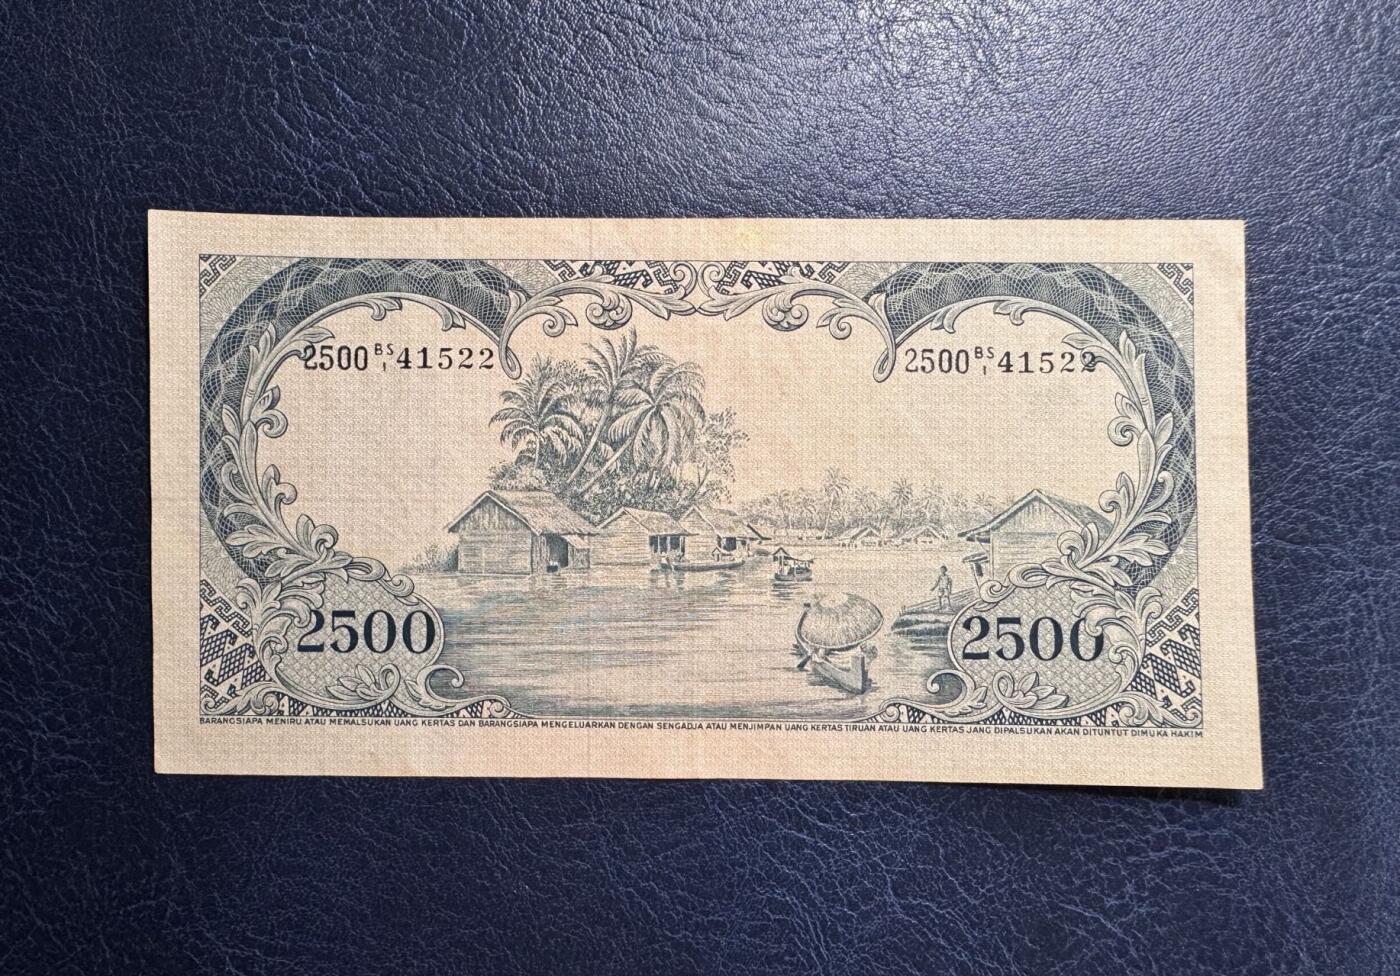 2500 BS/1 41522 2500 BS/1 41522
2500 2500
BARANGSIAPA MENIRU ATAU MEMALSUKAN UANG KERTAS DAN BARANGSIAPA MENGELUARKAN DENGAN SENGADJA ATAU MENJIMPAN UANG KERTAS TIRUAN ATAU UANG KERTAS JANG DIPALSUKAN AKAN DITUNTUT DIMUKA HAKIM